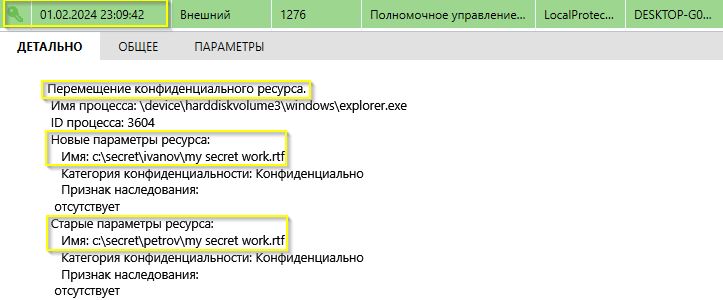 01.02.2024 23:09:42 Внешний 1276 Полномочное управление... LocalProtec... DESKTOP-G0...
ДЕТАЛЬНО ОБЩЕЕ ПАРАМЕТРЫ
Перемещение конфиденциального ресурса.
Имя процесса: \device\harddiskvolume3\windows\explorer.exe
ID процесса: 3604
Новые параметры ресурса:
Имя: c:\secret\ivanov\my secret work.rtf
Категория конфиденциальности: Конфиденциально
Признак наследования:
отсутствует
Старые параметры ресурса:
Имя: c:\secret\petrov\my secret work.rtf
Категория конфиденциальности: Конфиденциально
Признак наследования:
отсутствует